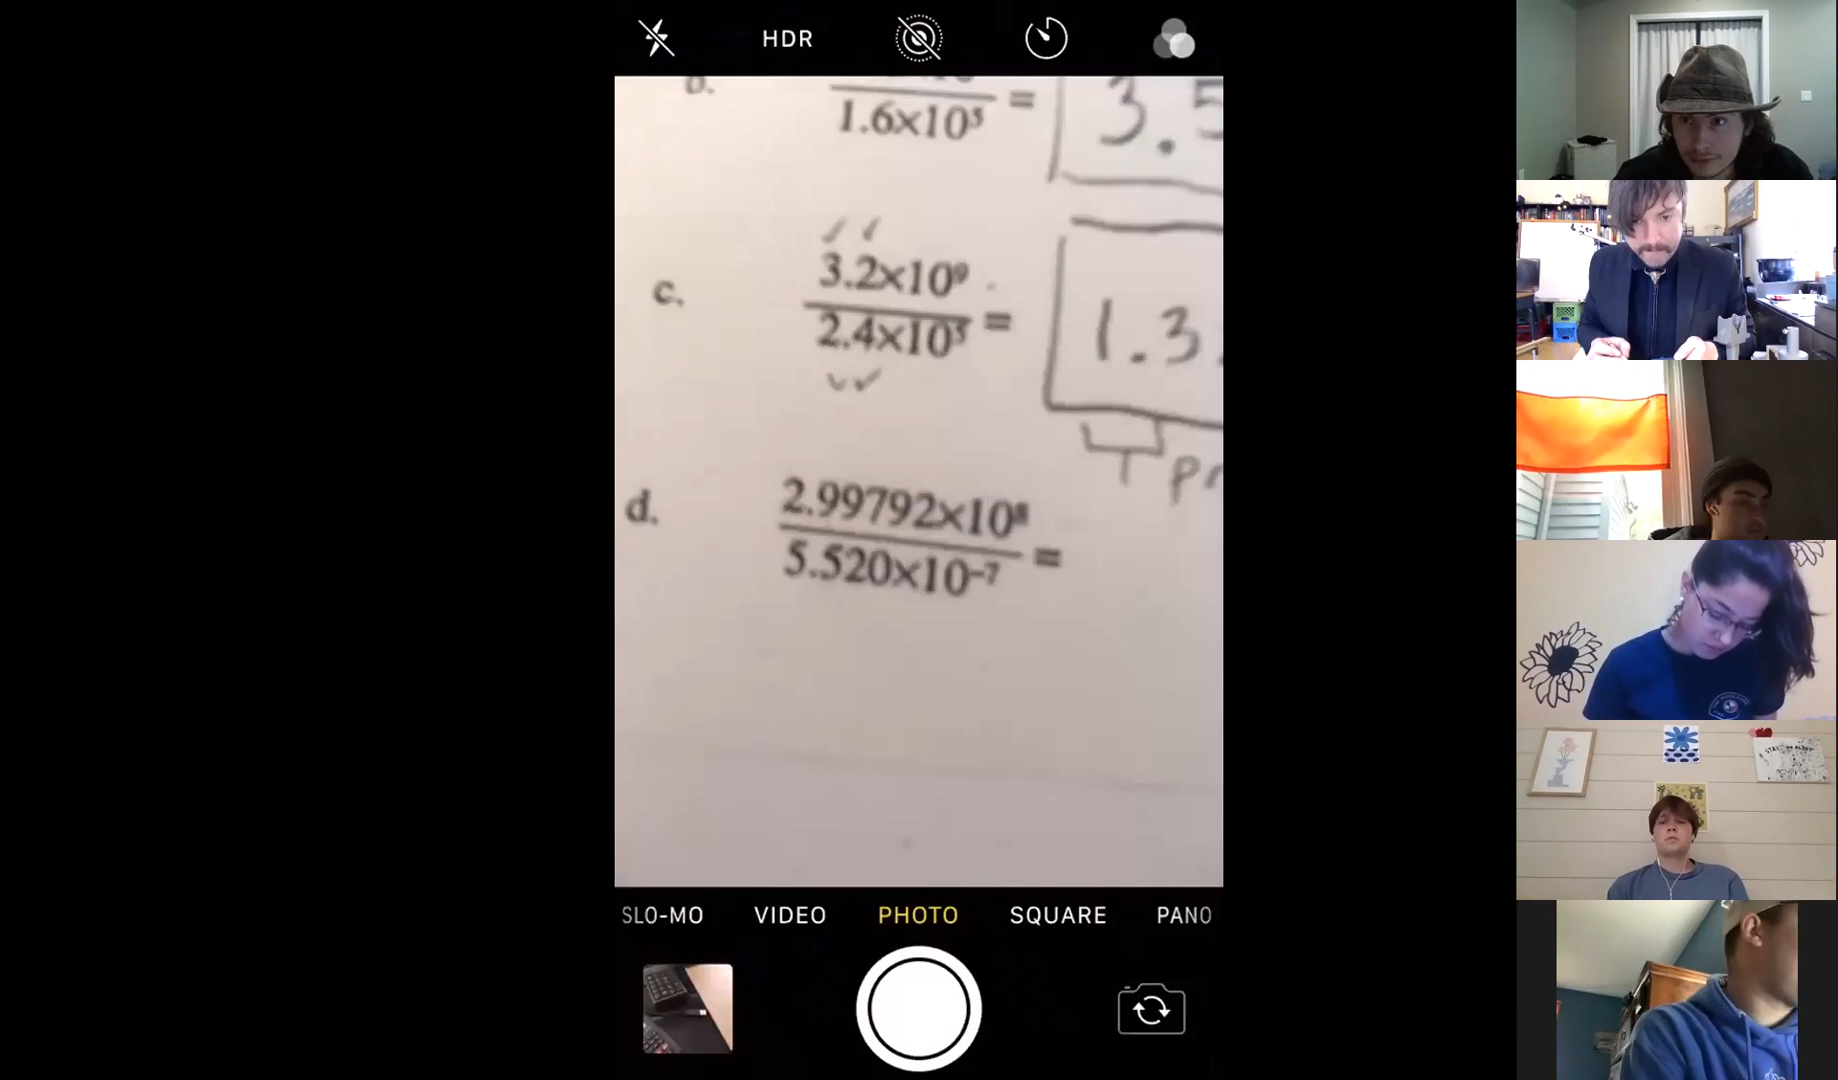 HDR
1.6×10⁵ = 3.5
c. 3.2×10⁹
2.4×10⁵ = 1.3
d. 2.99792×10⁸
5.520×10⁻⁷ =
SLO-MO VIDEO PHOTO SQUARE PANO